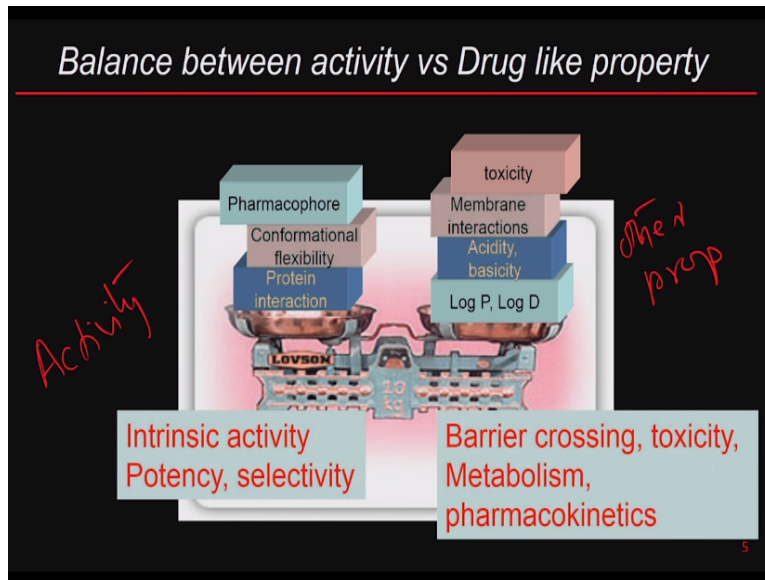 Balance between activity vs Drug like property
Pharmacophore
Conformational
flexibility
Protein
interaction
toxicity
Membrane
interactions
Acidity,
basicity
Log P, Log D
Activity
other
prop
LOVSON
10
kg
Intrinsic activity
Potency, selectivity
Barrier crossing, toxicity,
Metabolism,
pharmacokinetics
5